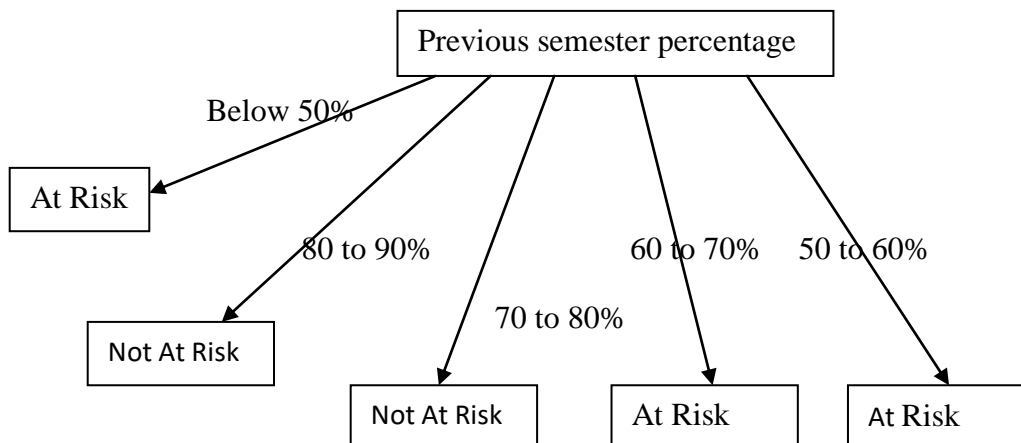 Previous semester percentage
Below 50%
At Risk
80 to 90%
60 to 70%
50 to 60%
70 to 80%
Not At Risk
Not At Risk
At Risk
At Risk